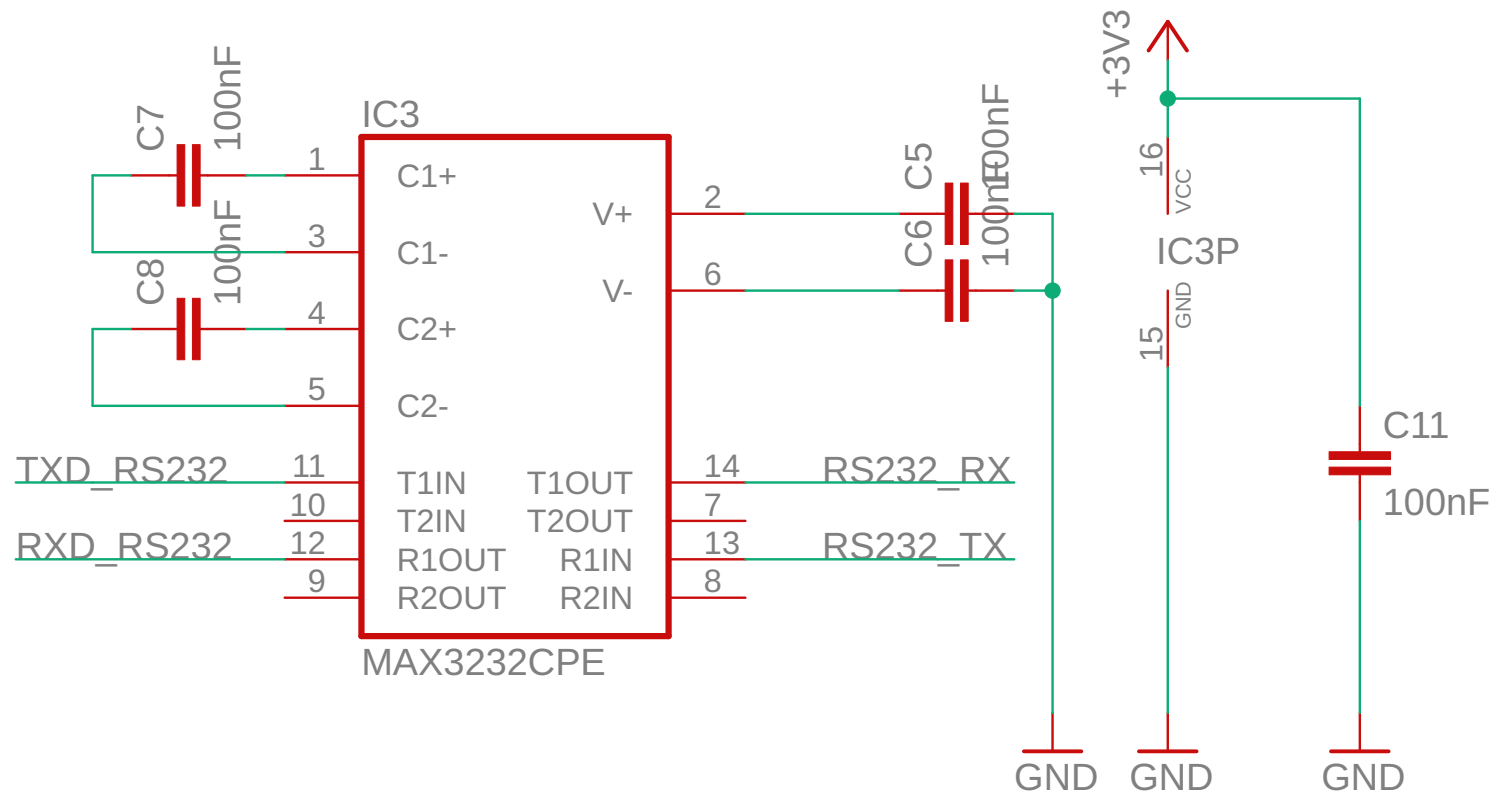 +3V3
100nF
C7
IC3
100nF
C5
1
C1+
16
VCC
2
V+
100nF
C6
3
C1-
IC3P
100nF
C8
6
V-
GND
15
4
C2+
5
C2-
C11
100nF
TXD_RS232
11
T1IN
T1OUT
14
RS232_RX
10
T2IN
T2OUT
7
RXD_RS232
12
R1OUT
R1IN
13
RS232_TX
9
R2OUT
R2IN
8
MAX3232CPE
GND
GND
GND